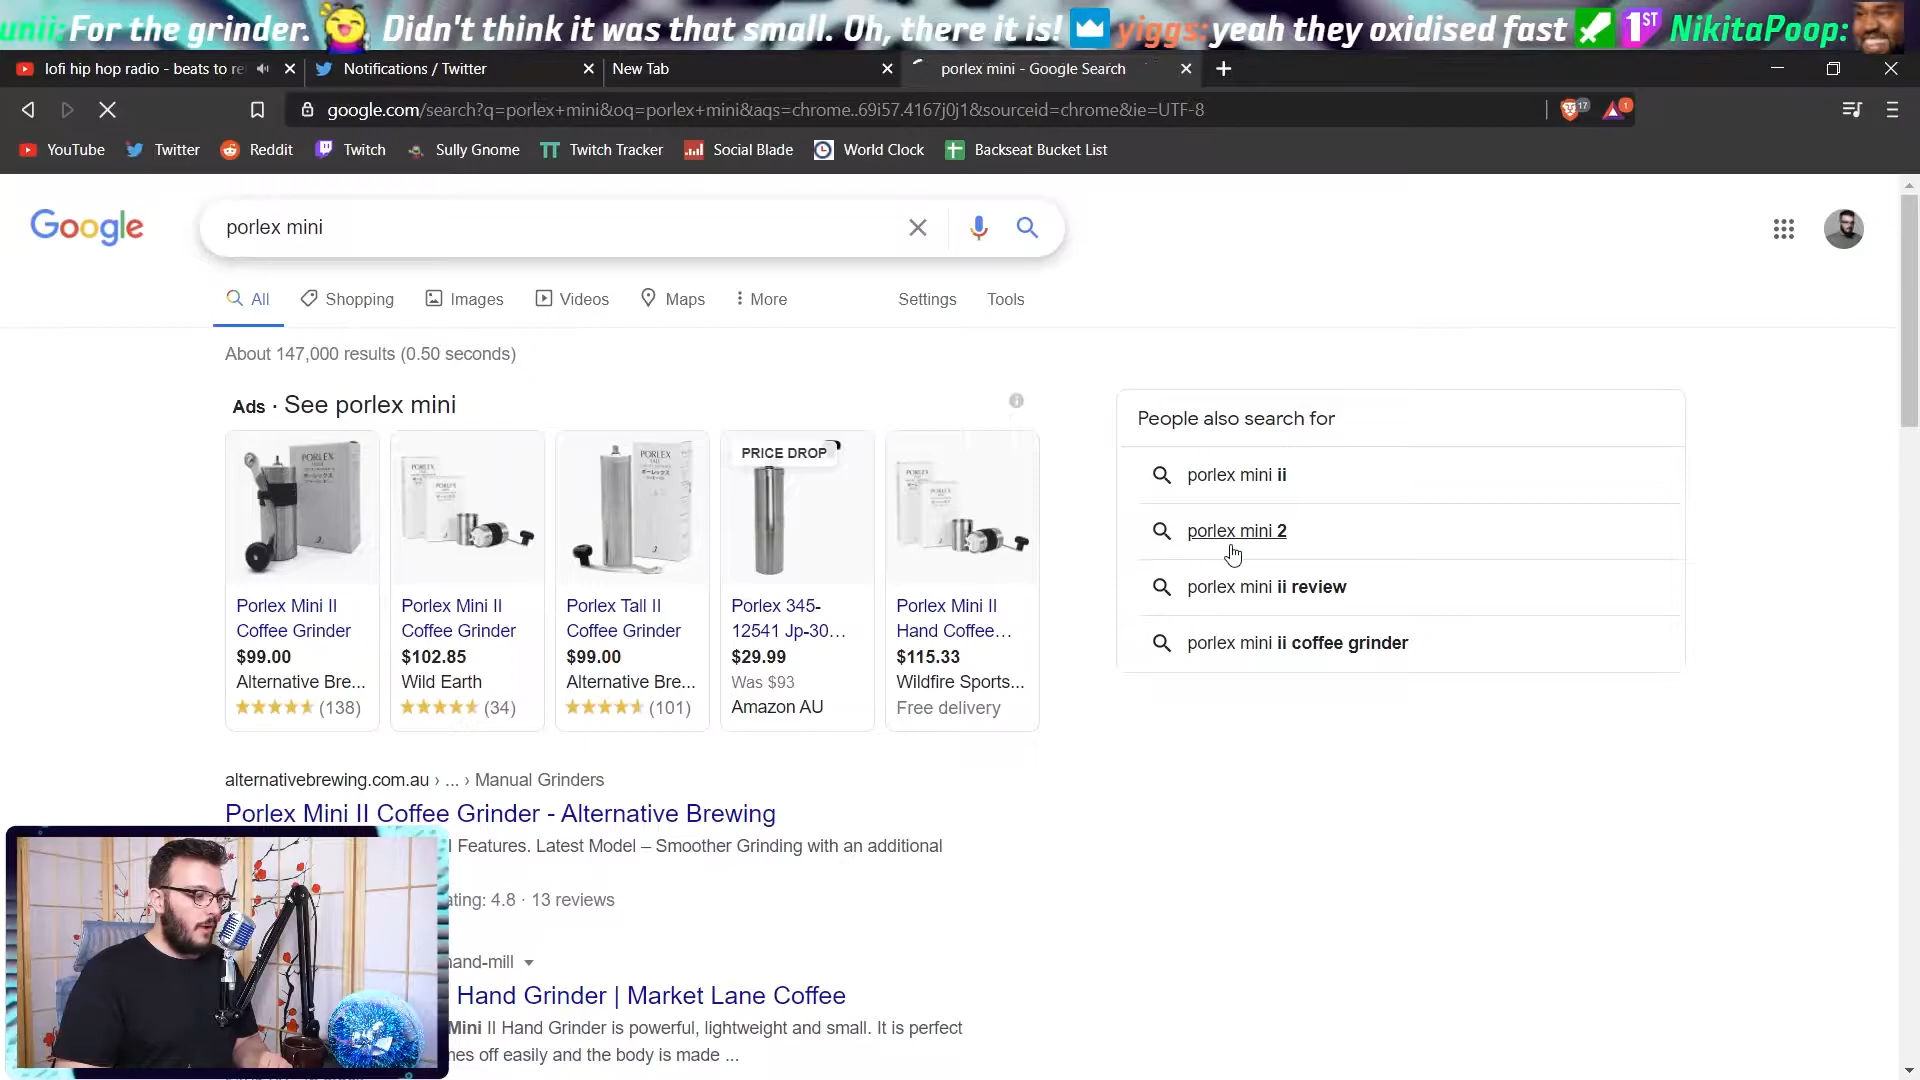 unii: For the grinder. Didn't think it was that small. Oh, there it is! yiggs: yeah they oxidised fast 1ST NikitaPoop:
lofi hip hop radio - beats to re
Notifications / Twitter
New Tab
porlex mini - Google Search
google.com/search?q=porlex+mini&oq=porlex+mini&aqs=chrome..69i57.4167j0j1&sourceid=chrome&ie=UTF-8
17
1
YouTube
Twitter
Reddit
Twitch
Sully Gnome
Twitch Tracker
Social Blade
World Clock
Backseat Bucket List
Google
porlex mini
All
Shopping
Images
Videos
Maps
More
Settings
Tools
About 147,000 results (0.50 seconds)
Ads · See porlex mini
Porlex Mini II
Coffee Grinder
$99.00
Alternative Bre...
(138)
Porlex Mini II
Coffee Grinder
$102.85
Wild Earth
(34)
PORLEX
Porlex Tall II
Coffee Grinder
$99.00
Alternative Bre...
(101)
PRICE DROP
Porlex 345-
12541 Jp-30...
$29.99
Was $93
Amazon AU
Porlex Mini II
Hand Coffee...
$115.33
Wildfire Sports...
Free delivery
People also search for
porlex mini ii
porlex mini 2
porlex mini ii review
porlex mini ii coffee grinder
alternativebrewing.com.au › ... › Manual Grinders
Porlex Mini II Coffee Grinder - Alternative Brewing
l Features. Latest Model – Smoother Grinding with an additional
ating: 4.8 · 13 reviews
hand-mill
Hand Grinder | Market Lane Coffee
Mini II Hand Grinder is powerful, lightweight and small. It is perfect
mes off easily and the body is made ...